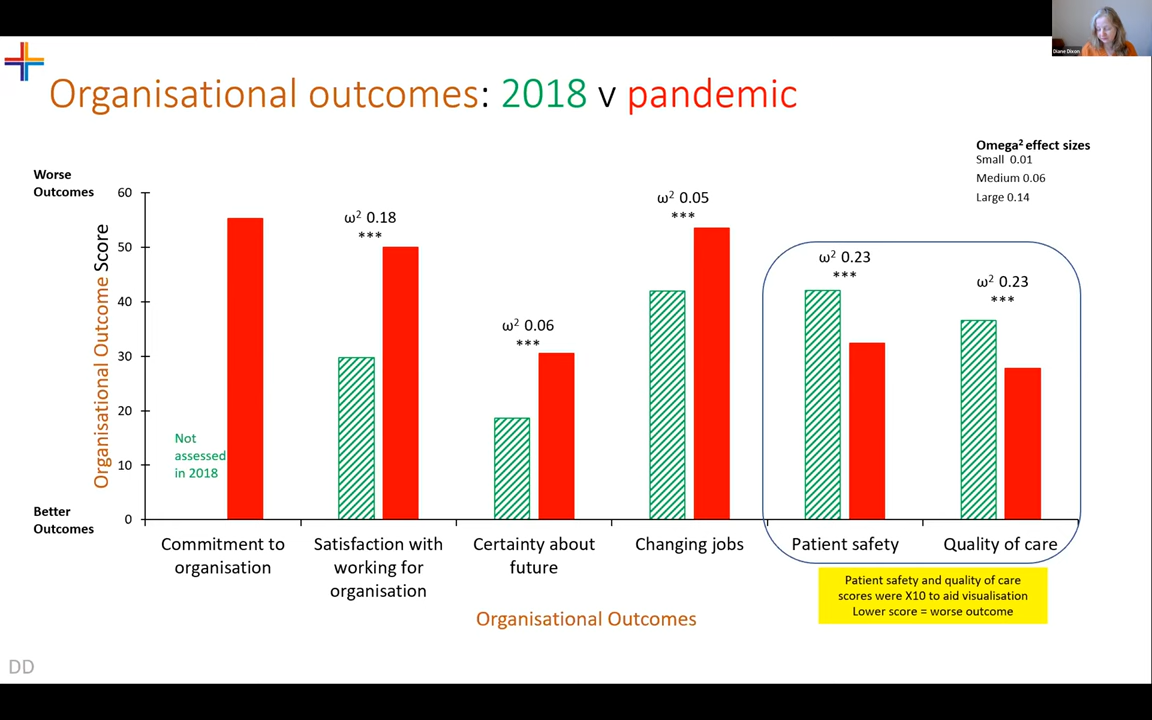 Diane Dixon
Organisational outcomes: 2018 v pandemic
Omega² effect sizes
Small 0.01
Medium 0.06
Large 0.14
Worse
Outcomes
60
50
40
30
20
10
0
Organisational Outcome Score
Better
Outcomes
Not
assessed
in 2018
ω² 0.18
***
ω² 0.06
***
ω² 0.05
***
ω² 0.23
***
ω² 0.23
***
Commitment to
organisation
Satisfaction with
working for
organisation
Certainty about
future
Changing jobs
Patient safety
Quality of care
Patient safety and quality of care
scores were X10 to aid visualisation
Lower score = worse outcome
Organisational Outcomes
DD